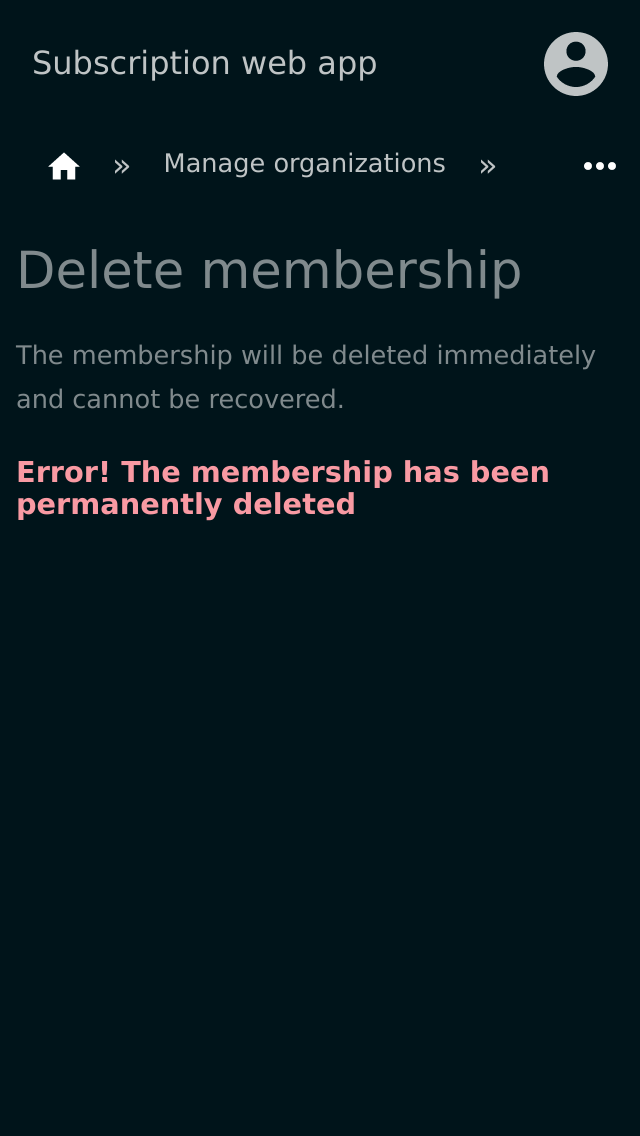 Subscription web app
» Manage organizations »
Delete membership
The membership will be deleted immediately
and cannot be recovered.
Error! The membership has been
permanently deleted